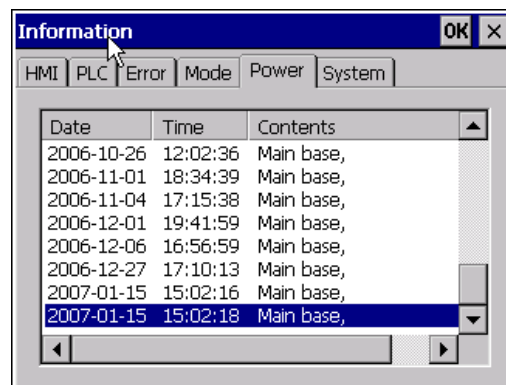 Information OK
HMI PLC Error Mode Power System
Date Time Contents
2006-10-26 12:02:36 Main base,
2006-11-01 18:34:39 Main base,
2006-11-04 17:15:38 Main base,
2006-12-01 19:41:59 Main base,
2006-12-06 16:56:59 Main base,
2006-12-27 17:10:13 Main base,
2007-01-15 15:02:16 Main base,
2007-01-15 15:02:18 Main base,